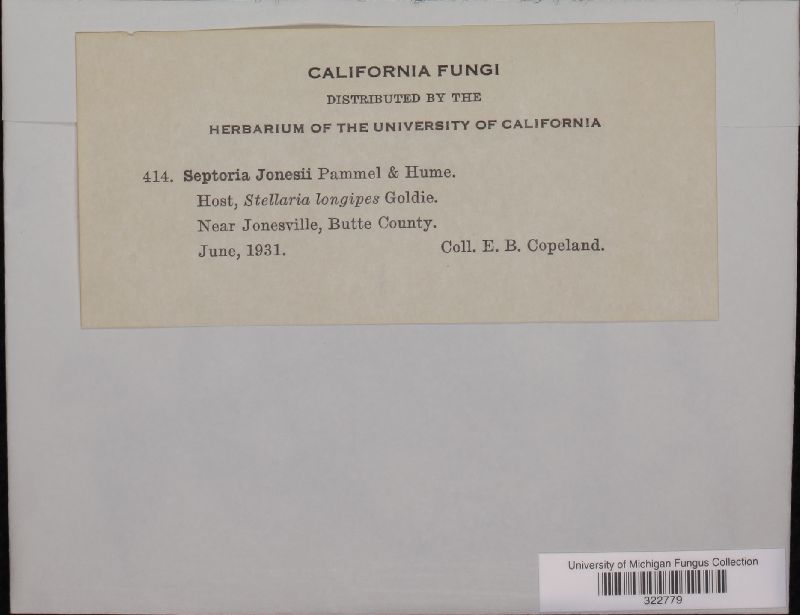 CALIFORNIA FUNGI
DISTRIBUTED BY THE
HERBARIUM OF THE UNIVERSITY OF CALIFORNIA
414. Septoria Jonesii Pammel & Hume.
Host, Stellaria longipes Goldie.
Near Jonesville, Butte County.
June, 1931. Coll. E. B. Copeland.
University of Michigan Fungus Collection
322779